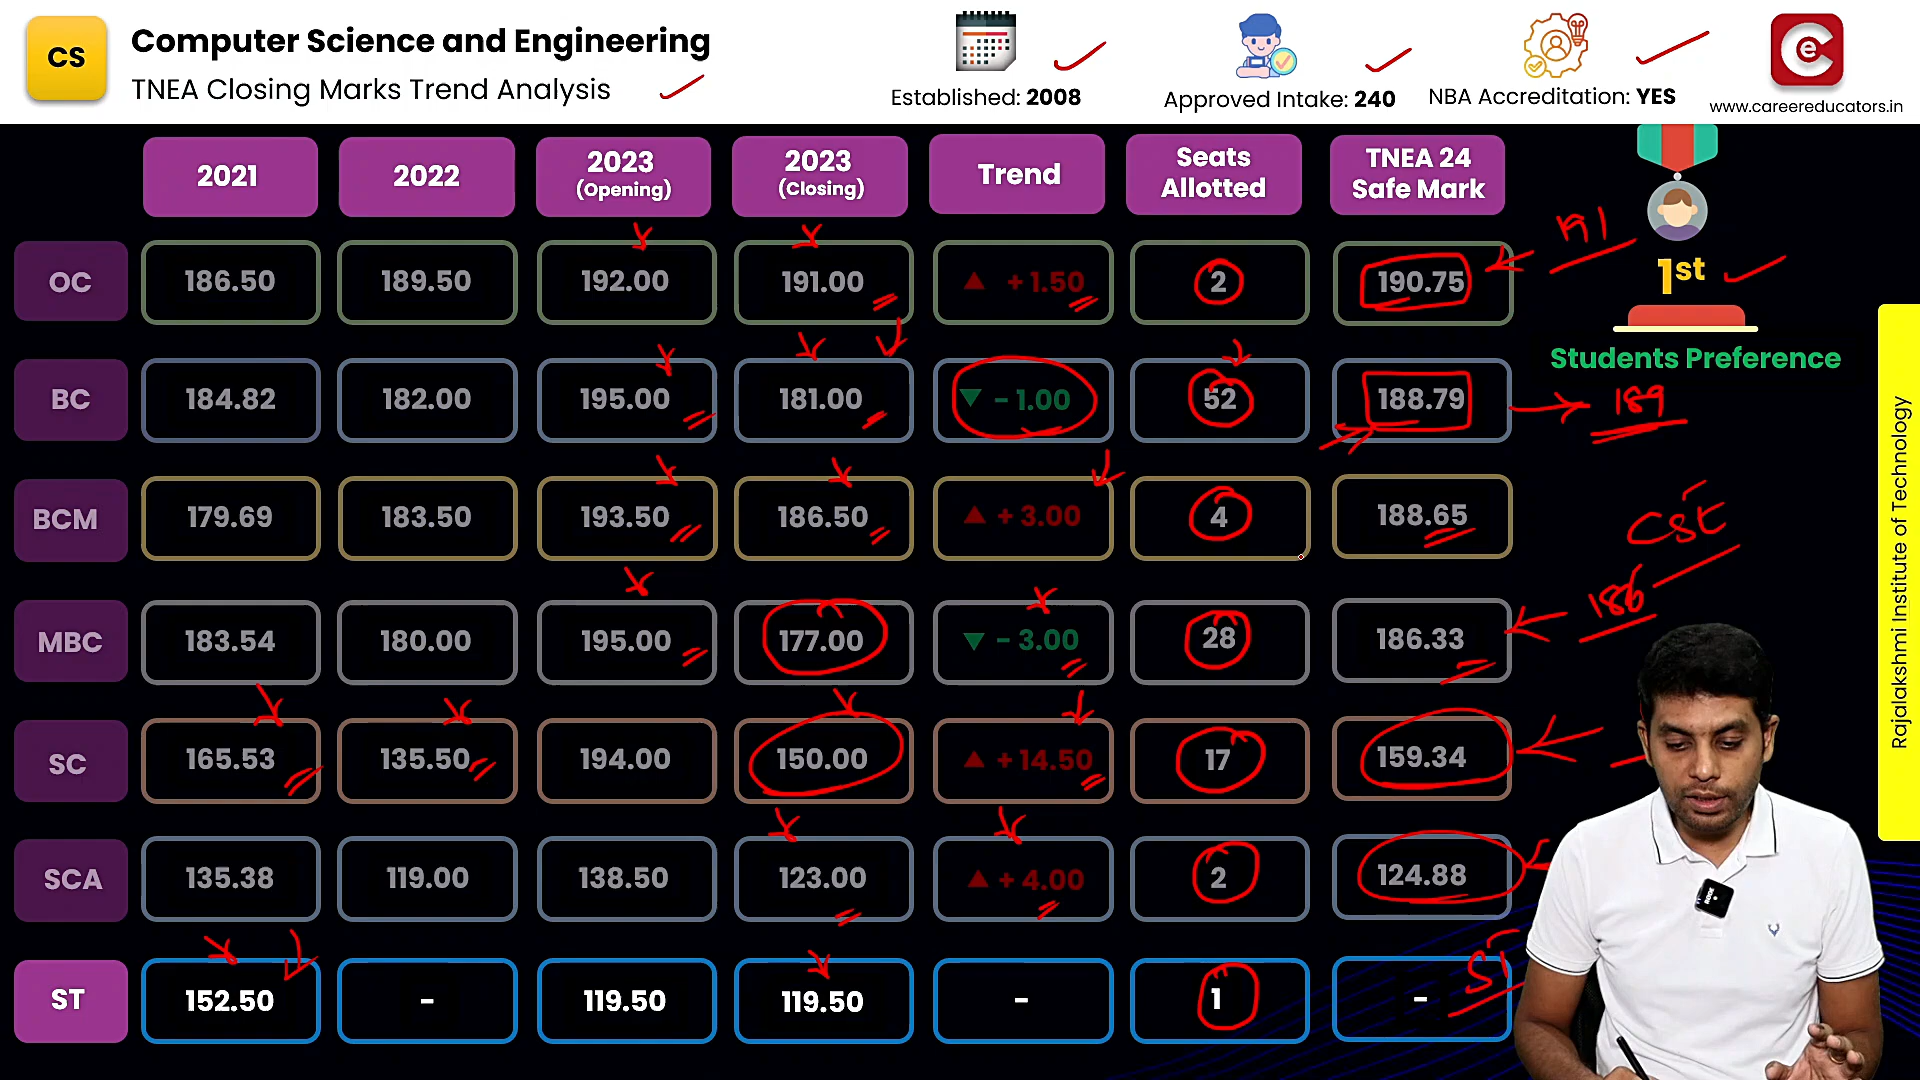 CS
Computer Science and Engineering
TNEA Closing Marks Trend Analysis
Established: 2008
Approved Intake: 240
NBA Accreditation: YES
e
www.careereducators.in
2021
2022
2023
(Opening)
2023
(Closing)
Trend
Seats
Allotted
TNEA 24
Safe Mark
OC
186.50
189.50
192.00
191.00
▲ +1.50
2
190.75
191
1st
Students Preference
BC
184.82
182.00
195.00
181.00
▼ - 1.00
52
188.79
189
BCM
179.69
183.50
193.50
186.50
▲ + 3.00
4
188.65
CSE
MBC
183.54
180.00
195.00
177.00
▼ - 3.00
28
186.33
186
SC
165.53
135.50
194.00
150.00
▲ + 14.50
17
159.34
SCA
135.38
119.00
138.50
123.00
▲ + 4.00
2
124.88
ST
152.50
-
119.50
119.50
-
1
-
ST
Rajalakshmi Institute of Technology